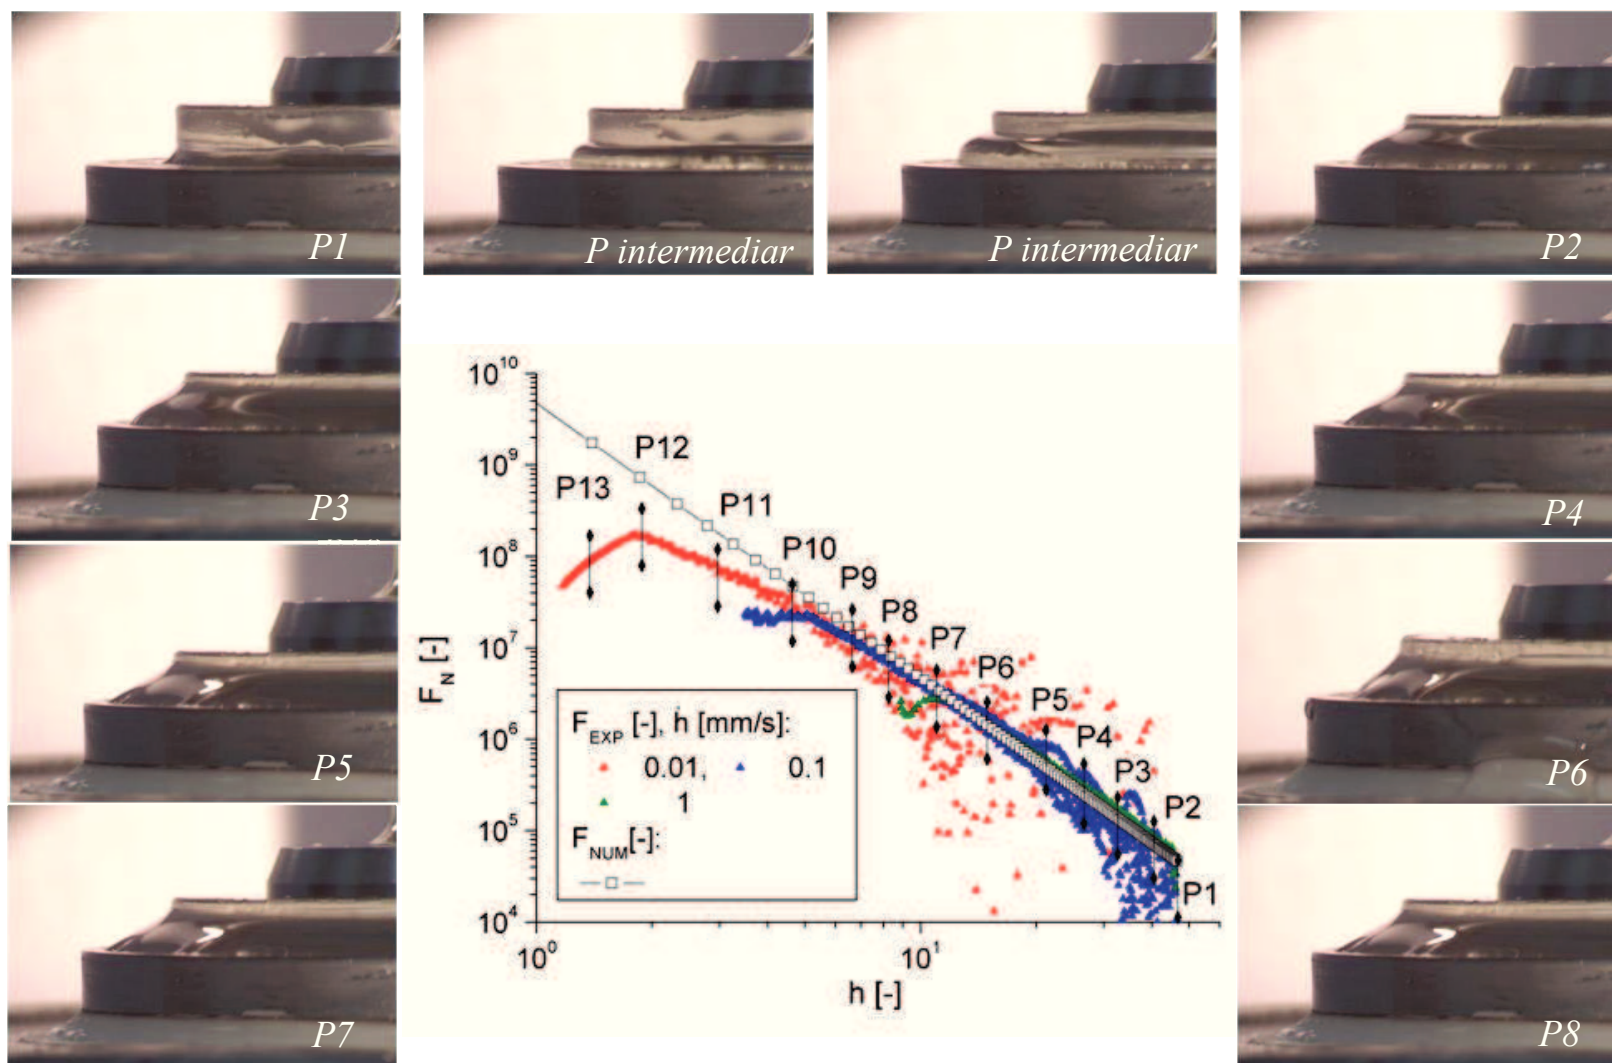 P1
P intermediar
P intermediar
P2
P3
P4
P5
P6
P7
P8
10^10
10^9
10^8
10^7
10^6
10^5
10^4
F_N [-]
P13
P12
P11
P10
P9
P8
P7
P6
P5
P4
P3
P2
P1
F_EXP [-], h [mm/s]:
0.01, 0.1
1
F_NUM[-]:
10^0
10^1
h [-]